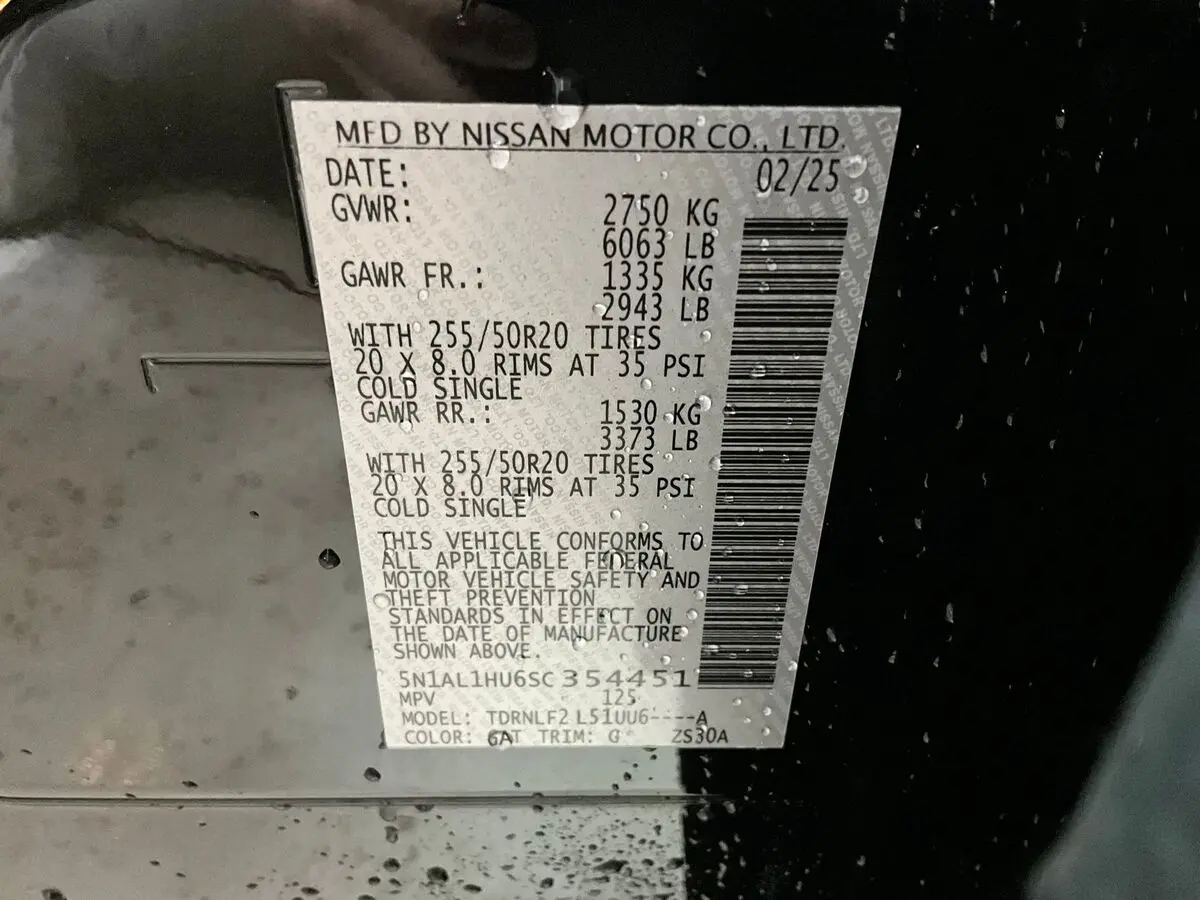 MFD BY NISSAN MOTOR CO., LTD.
DATE: 02/25
GVWR: 2750 KG
6063 LB
GAWR FR.: 1335 KG
2943 LB
WITH 255/50R20 TIRES
20 X 8.0 RIMS AT 35 PSI
COLD SINGLE
GAWR RR.: 1530 KG
3373 LB
WITH 255/50R20 TIRES
20 X 8.0 RIMS AT 35 PSI
COLD SINGLE
THIS VEHICLE CONFORMS TO
ALL APPLICABLE FEDERAL
MOTOR VEHICLE SAFETY AND
THEFT PREVENTION
STANDARDS IN EFFECT ON
THE DATE OF MANUFACTURE
SHOWN ABOVE.
5N1AL1HU6SC354451
MPV 125
MODEL: TDRNLF2 L51UU6----A
COLOR: TRIM: G ZS30A